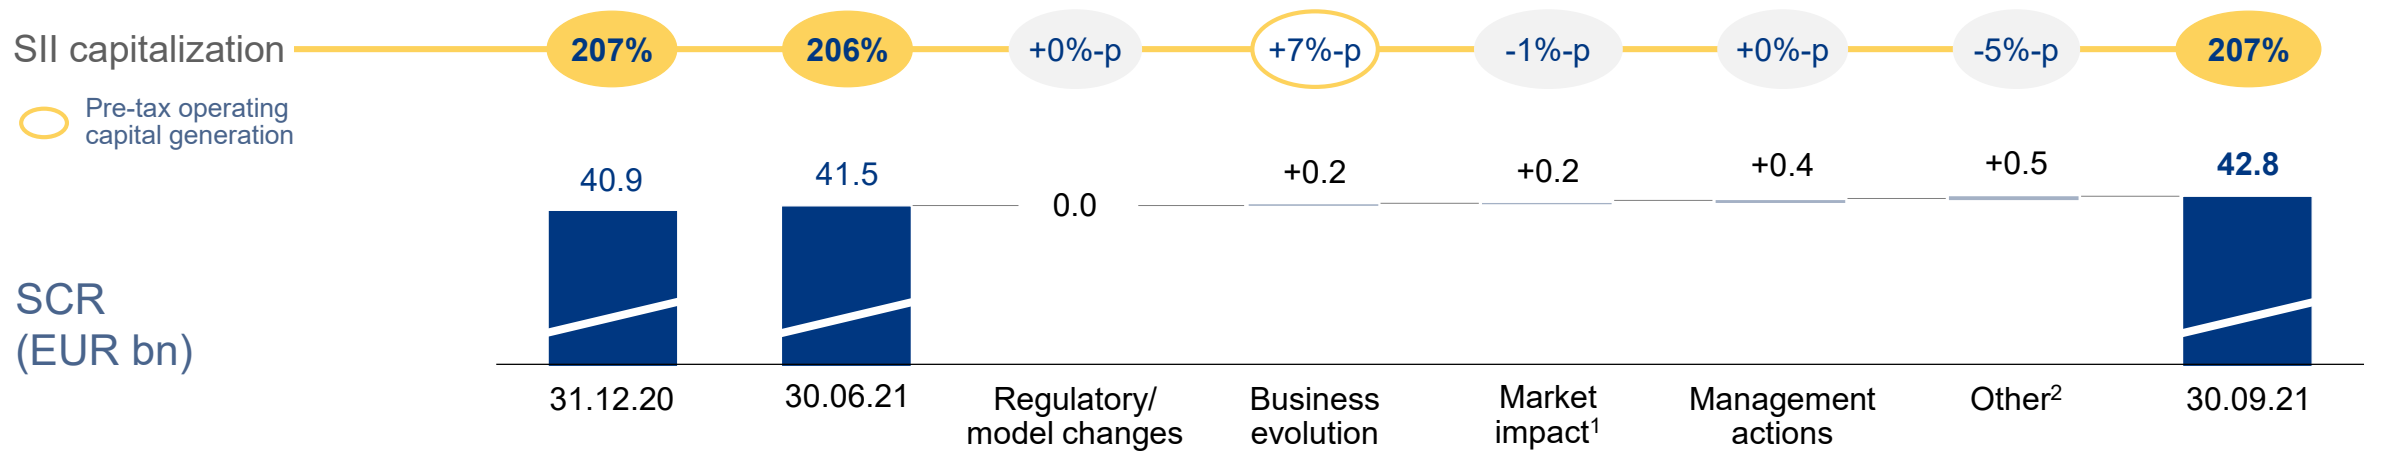 SII capitalization 207% 206% +0%-p +7%-p -1%-p +0%-p -5%-p 207%
Pre-tax operating
capital generation
40.9 41.5 0.0 +0.2 +0.2 +0.4 +0.5 42.8
SCR
(EUR bn)
31.12.20 30.06.21 Regulatory/ Business Market Management Other² 30.09.21
model changes evolution impact¹ actions